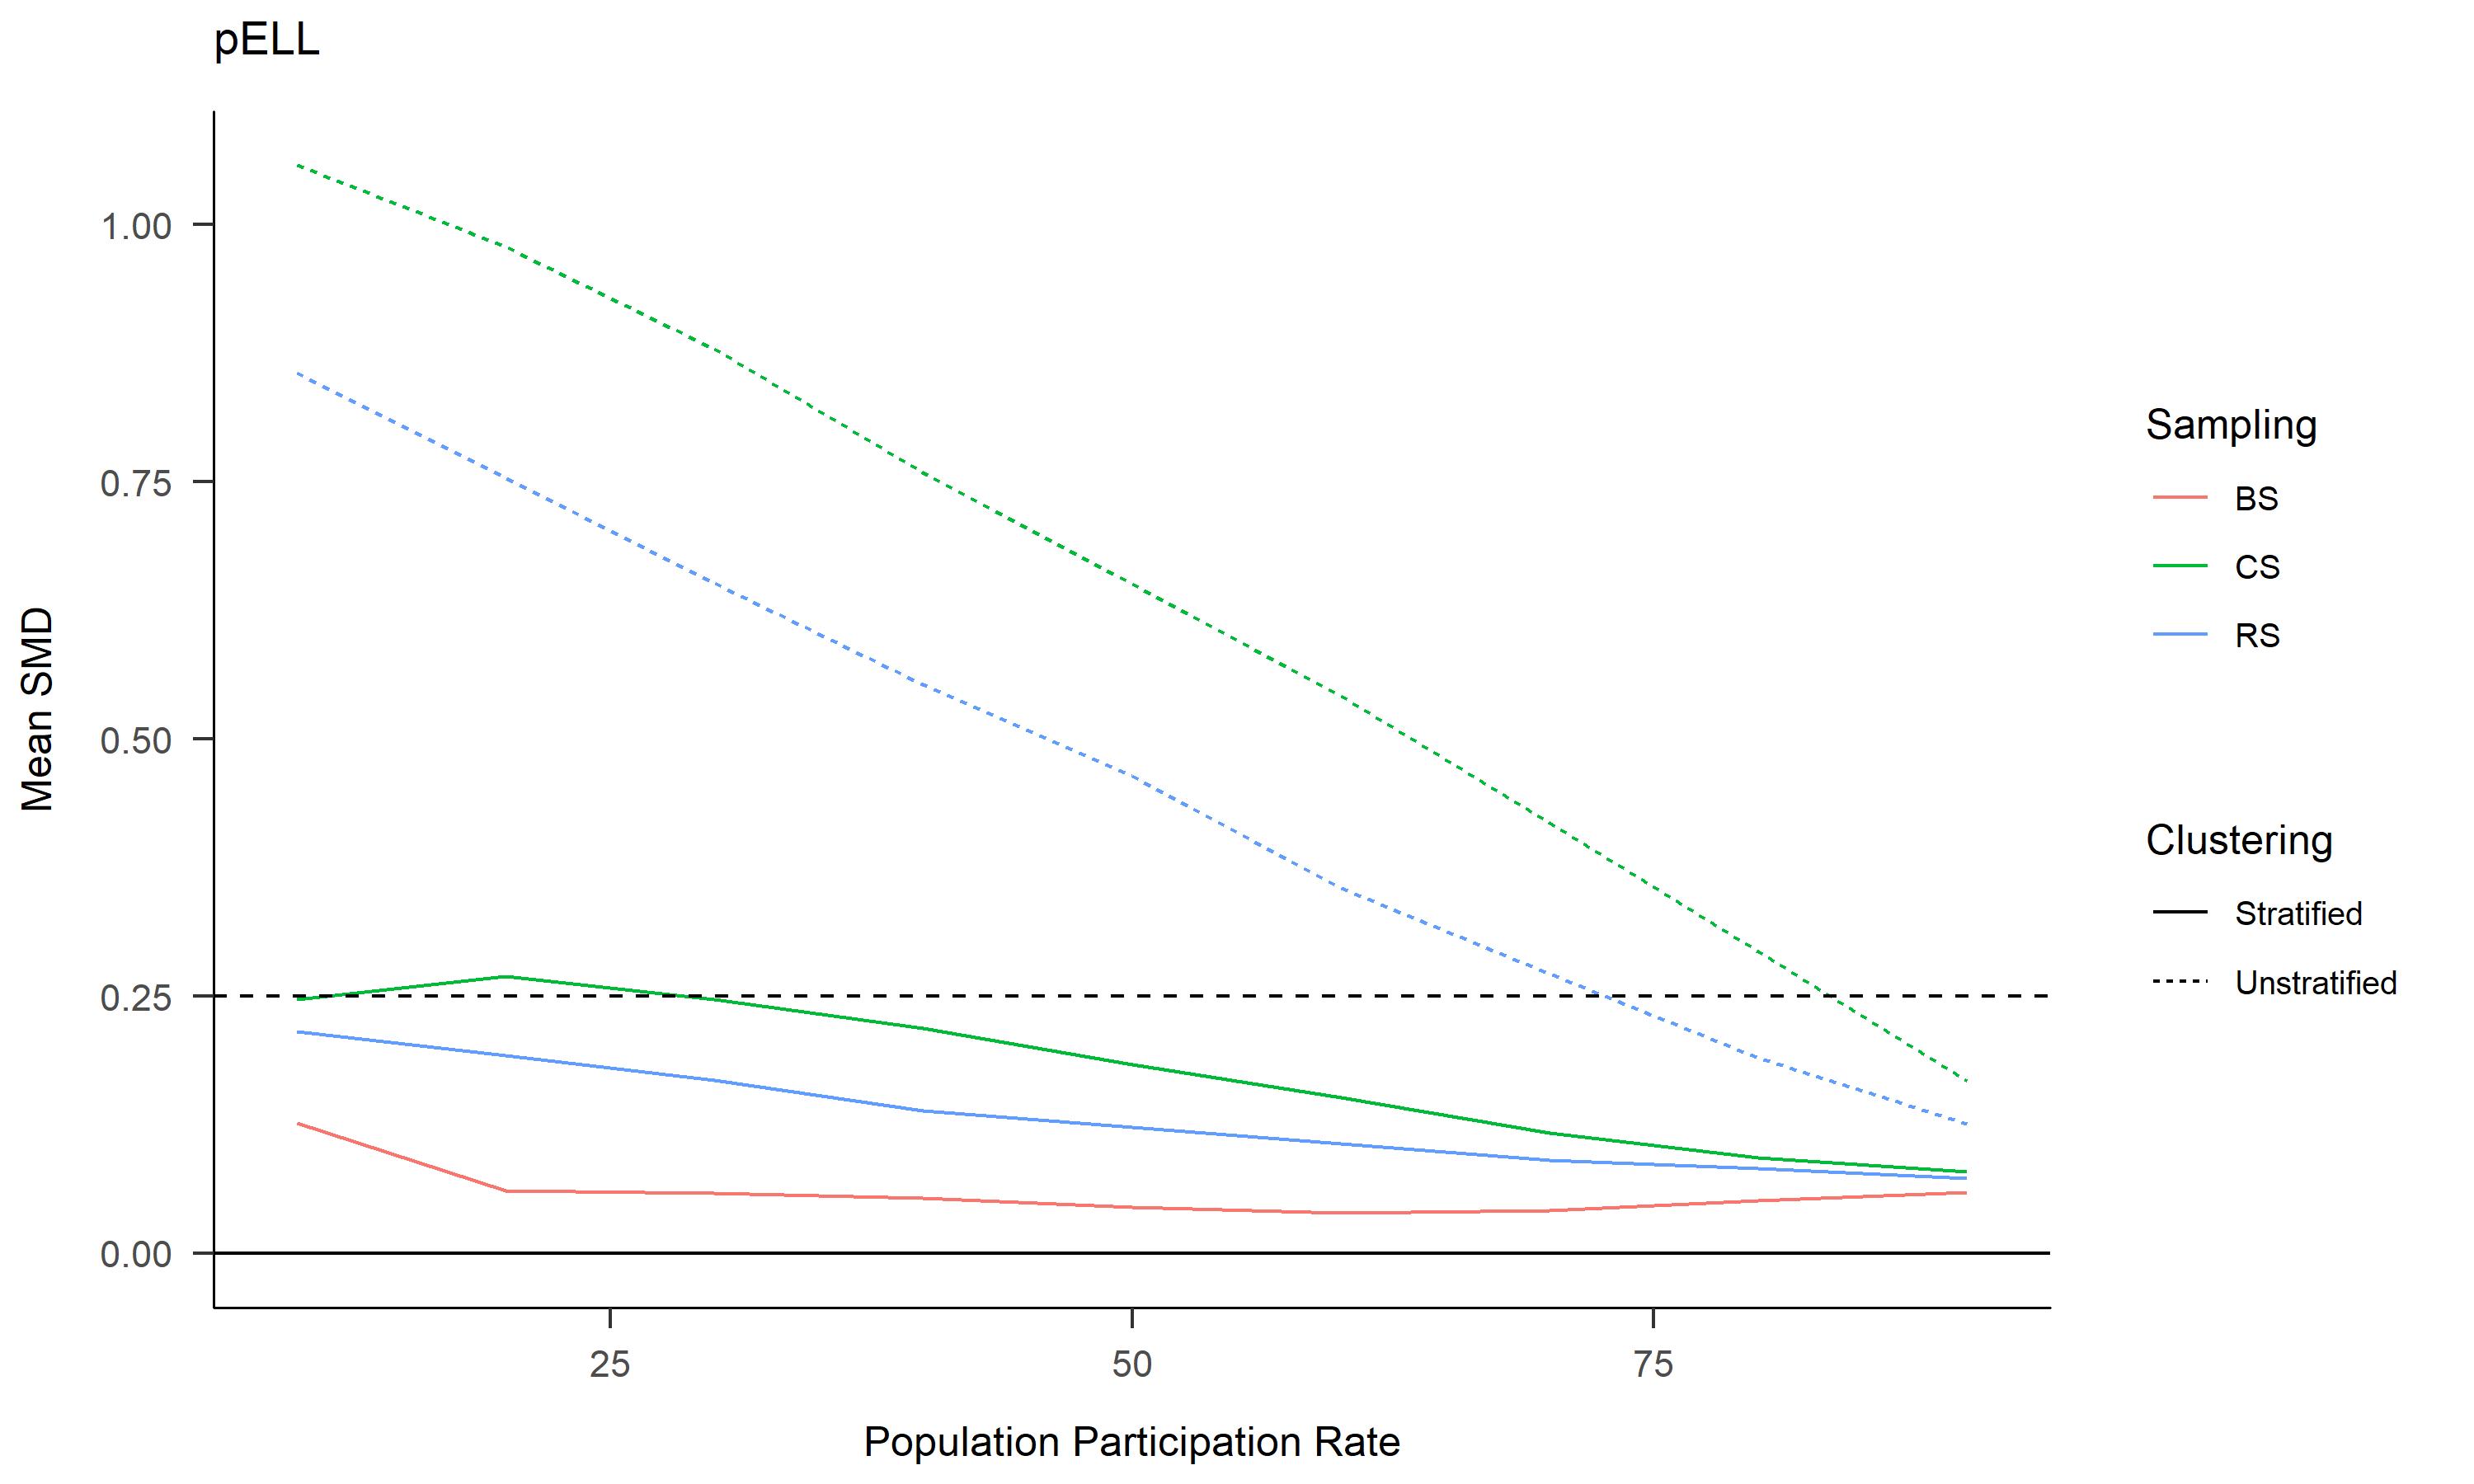 pELL
1.00
0.75
0.50
0.25
0.00
Mean SMD
25 50 75
Population Participation Rate
Sampling
BS
CS
RS
Clustering
Stratified
Unstratified